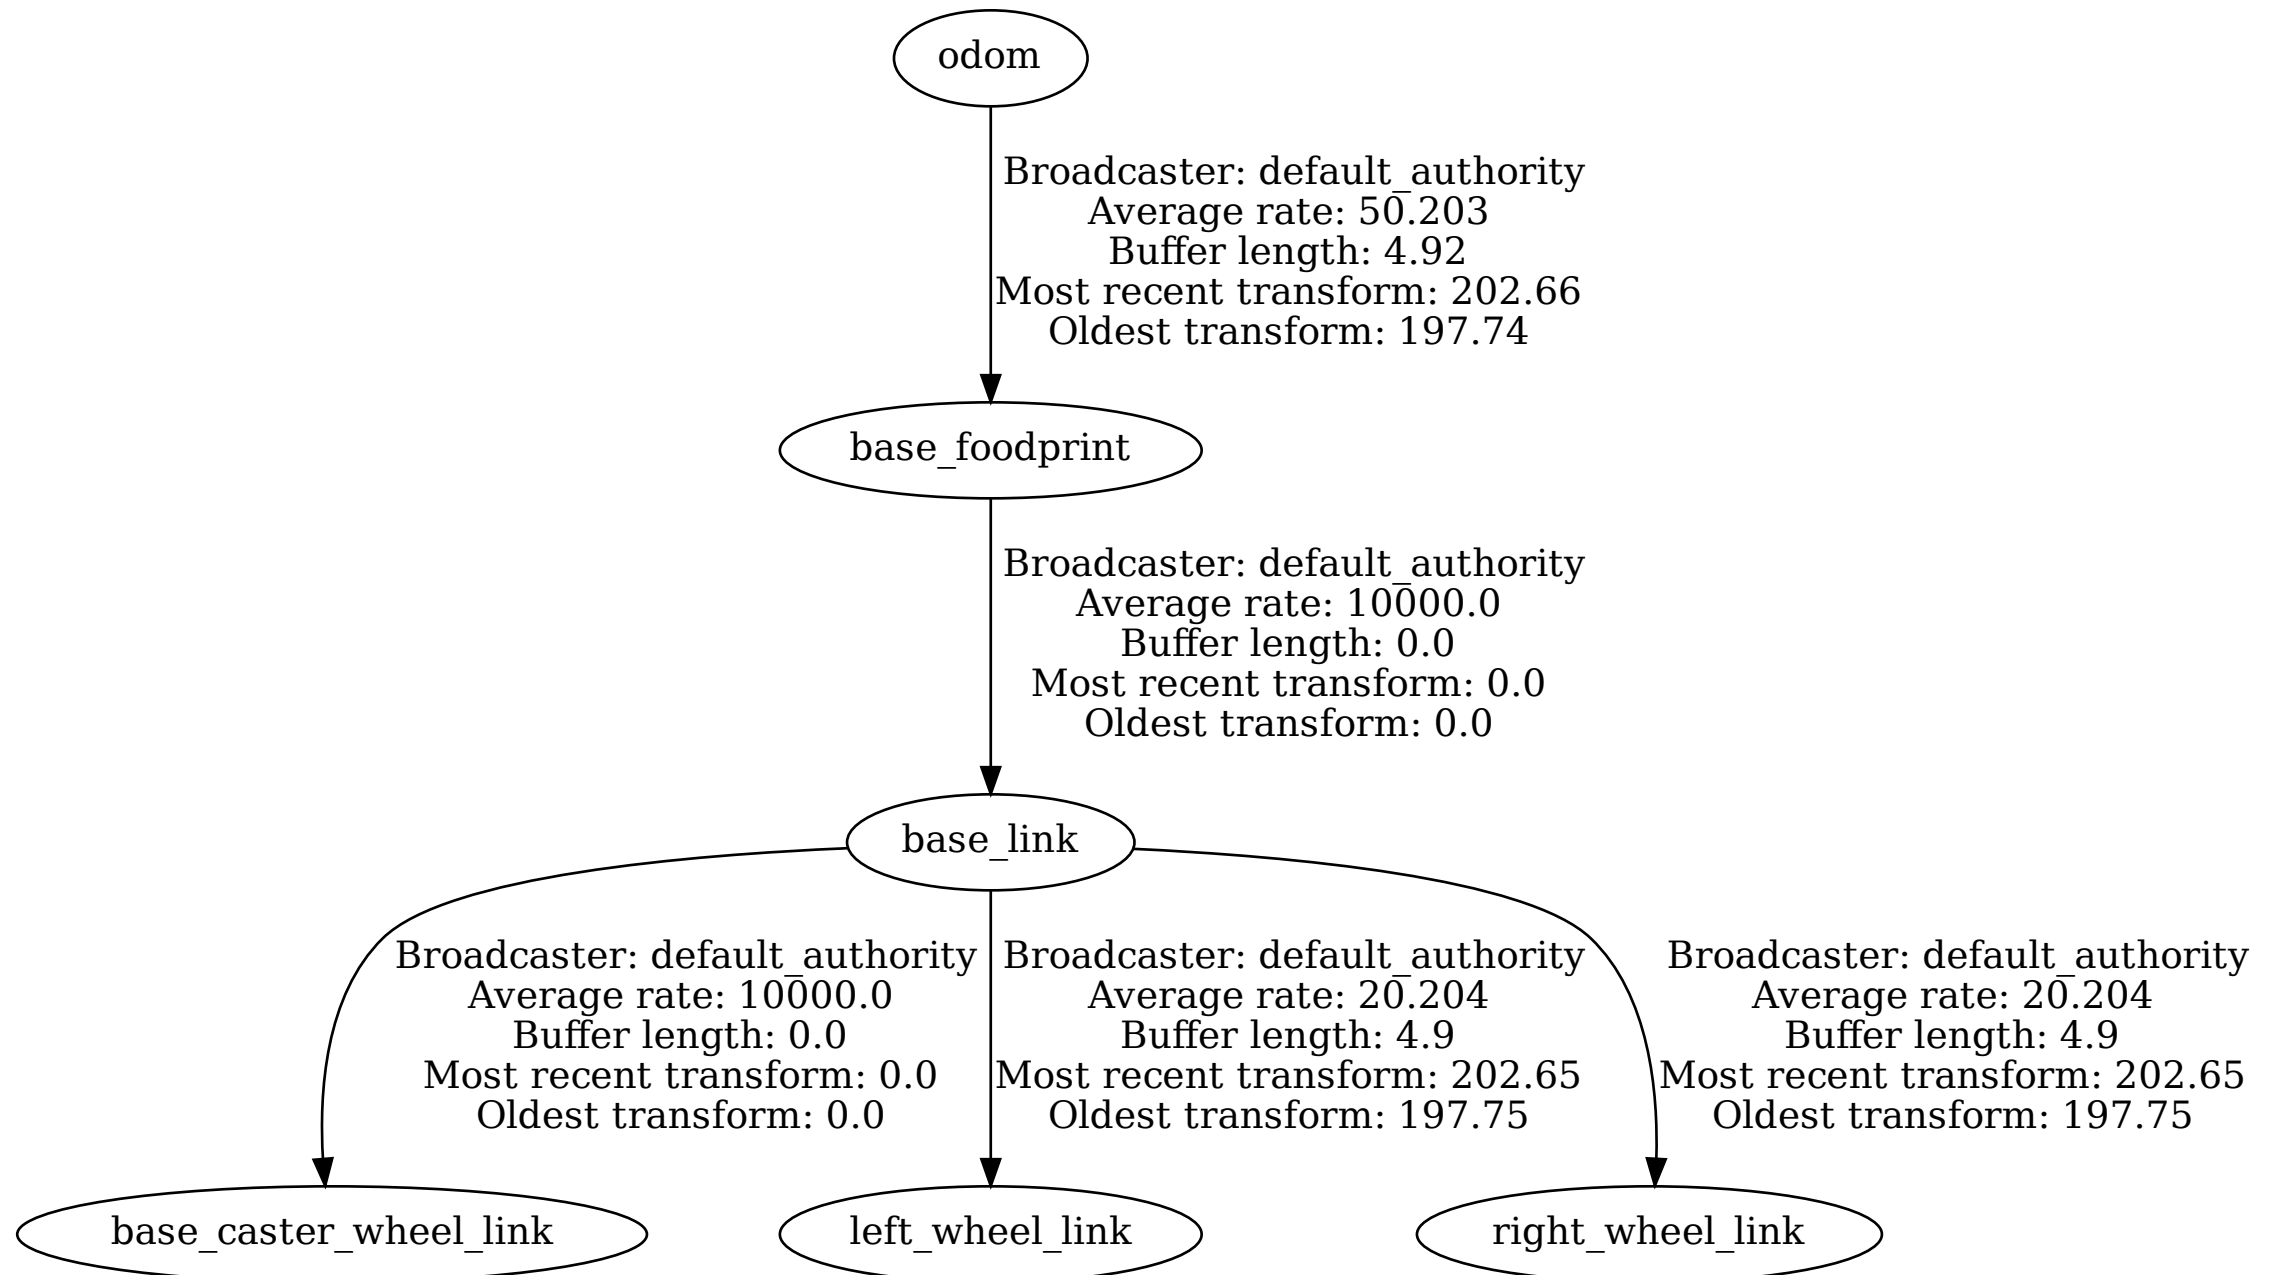 odom
Broadcaster: default_authority
Average rate: 50.203
Buffer length: 4.92
Most recent transform: 202.66
Oldest transform: 197.74
base_foodprint
Broadcaster: default_authority
Average rate: 10000.0
Buffer length: 0.0
Most recent transform: 0.0
Oldest transform: 0.0
base_link
Broadcaster: default_authority
Average rate: 10000.0
Buffer length: 0.0
Most recent transform: 0.0
Oldest transform: 0.0
Broadcaster: default_authority
Average rate: 20.204
Buffer length: 4.9
Most recent transform: 202.65
Oldest transform: 197.75
Broadcaster: default_authority
Average rate: 20.204
Buffer length: 4.9
Most recent transform: 202.65
Oldest transform: 197.75
base_caster_wheel_link
left_wheel_link
right_wheel_link